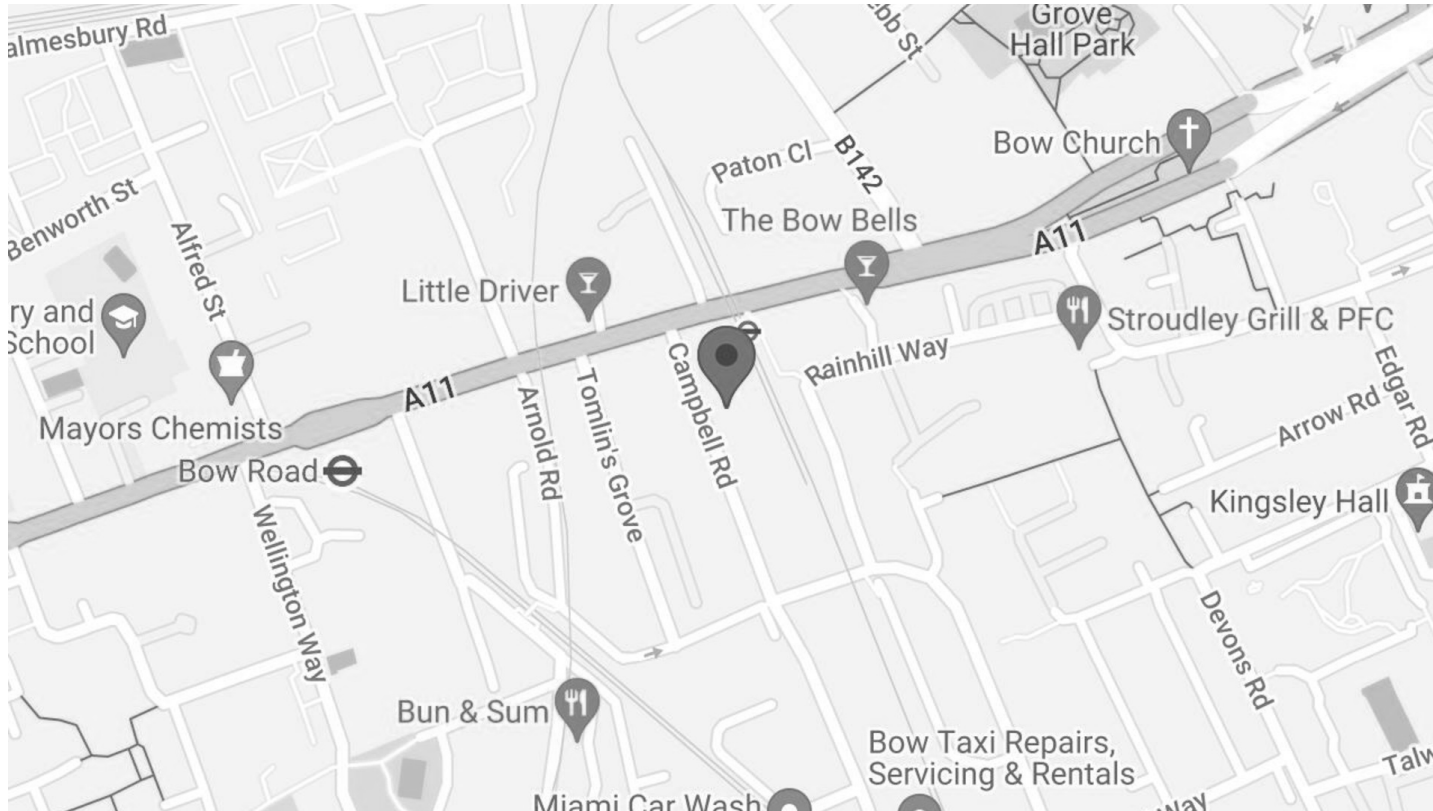 almesbury Rd
ebb St
Grove
Hall Park
Bow Church
B142
Paton Cl
Benworth St
Alfred St
The Bow Bells
A11
Little Driver
ry and
School
Stroudley Grill & PFC
Rainhill Way
Campbell Rd
Edgar Rd
A11
Arnold Rd
Tomlin's Grove
Arrow Rd
Mayors Chemists
Bow Road
Kingsley Hall
Wellington Way
Devons Rd
Bun & Sum
Bow Taxi Repairs,
Servicing & Rentals
Talw
Miami Car Wash
Way